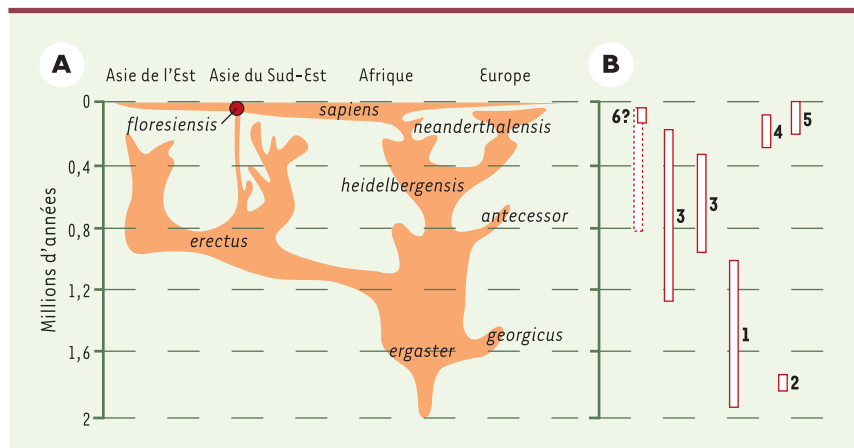 A
Asie de l'Est
Asie du Sud-Est
Afrique
Europe
B
Millions d'années
0
0,4
0,8
1,2
1,6
2
sapiens
floresiensis
neanderthalensis
heidelbergensis
antecessor
erectus
georgicus
ergaster
6?
5
4
3
3
1
2